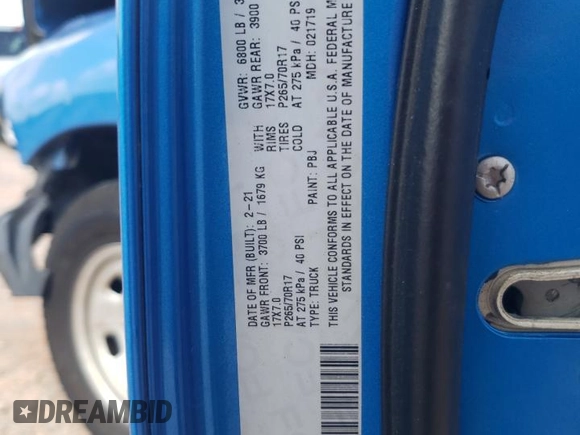 DATE OF MFR (BUILT): 2-21 GVWR: 6800 LB / 3
GAWR FRONT: 3700 LB / 1679 KG WITH GAWR REAR: 3900
17X7.0 RIMS 17X7.0
P265/70R17 TIRES P265/70R17
AT 275 kPa / 40 PSI COLD AT 275 kPa / 40 PS
TYPE: TRUCK PAINT: PBJ MDH: 021719
THIS VEHICLE CONFORMS TO ALL APPLICABLE U.S.A. FEDERAL M
STANDARDS IN EFFECT ON THE DATE OF MANUFACTURE
DREAMBID